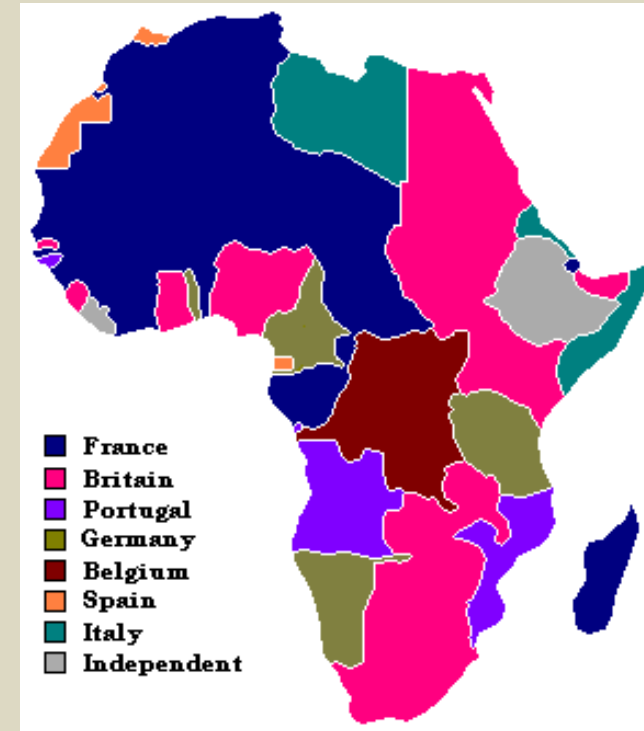 France
Britain
Portugal
Germany
Belgium
Spain
Italy
Independent